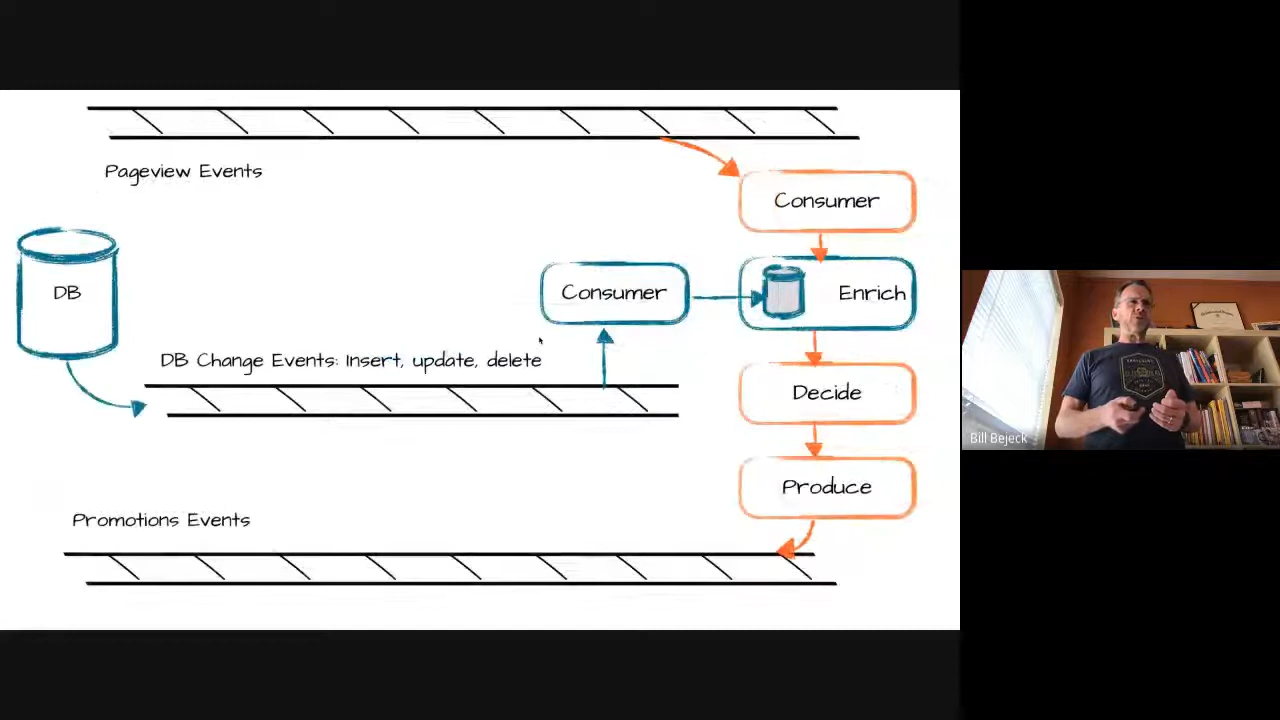 Pageview Events
Consumer
DB
Consumer
Enrich
DB Change Events: Insert, update, delete
Decide
Produce
Promotions Events
Bill Bejeck